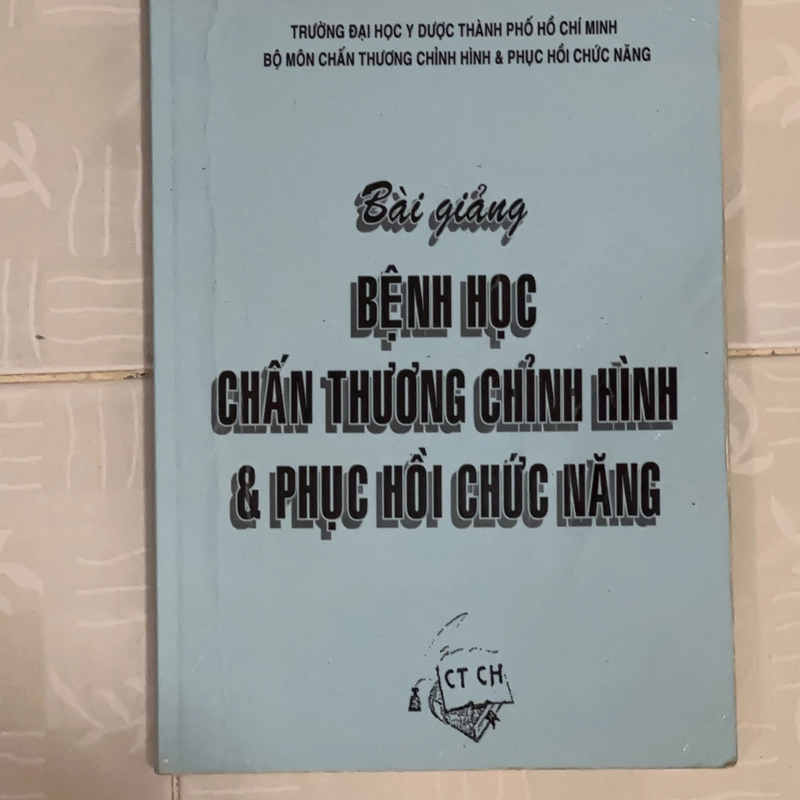 TRƯỜNG ĐẠI HỌC Y DƯỢC THÀNH PHỐ HỒ CHÍ MINH
BỘ MÔN CHẤN THƯƠNG CHỈNH HÌNH & PHỤC HỒI CHỨC NĂNG
Bài giảng
BỆNH HỌC
CHẤN THƯƠNG CHỈNH HÌNH
& PHỤC HỒI CHỨC NĂNG
CT CH